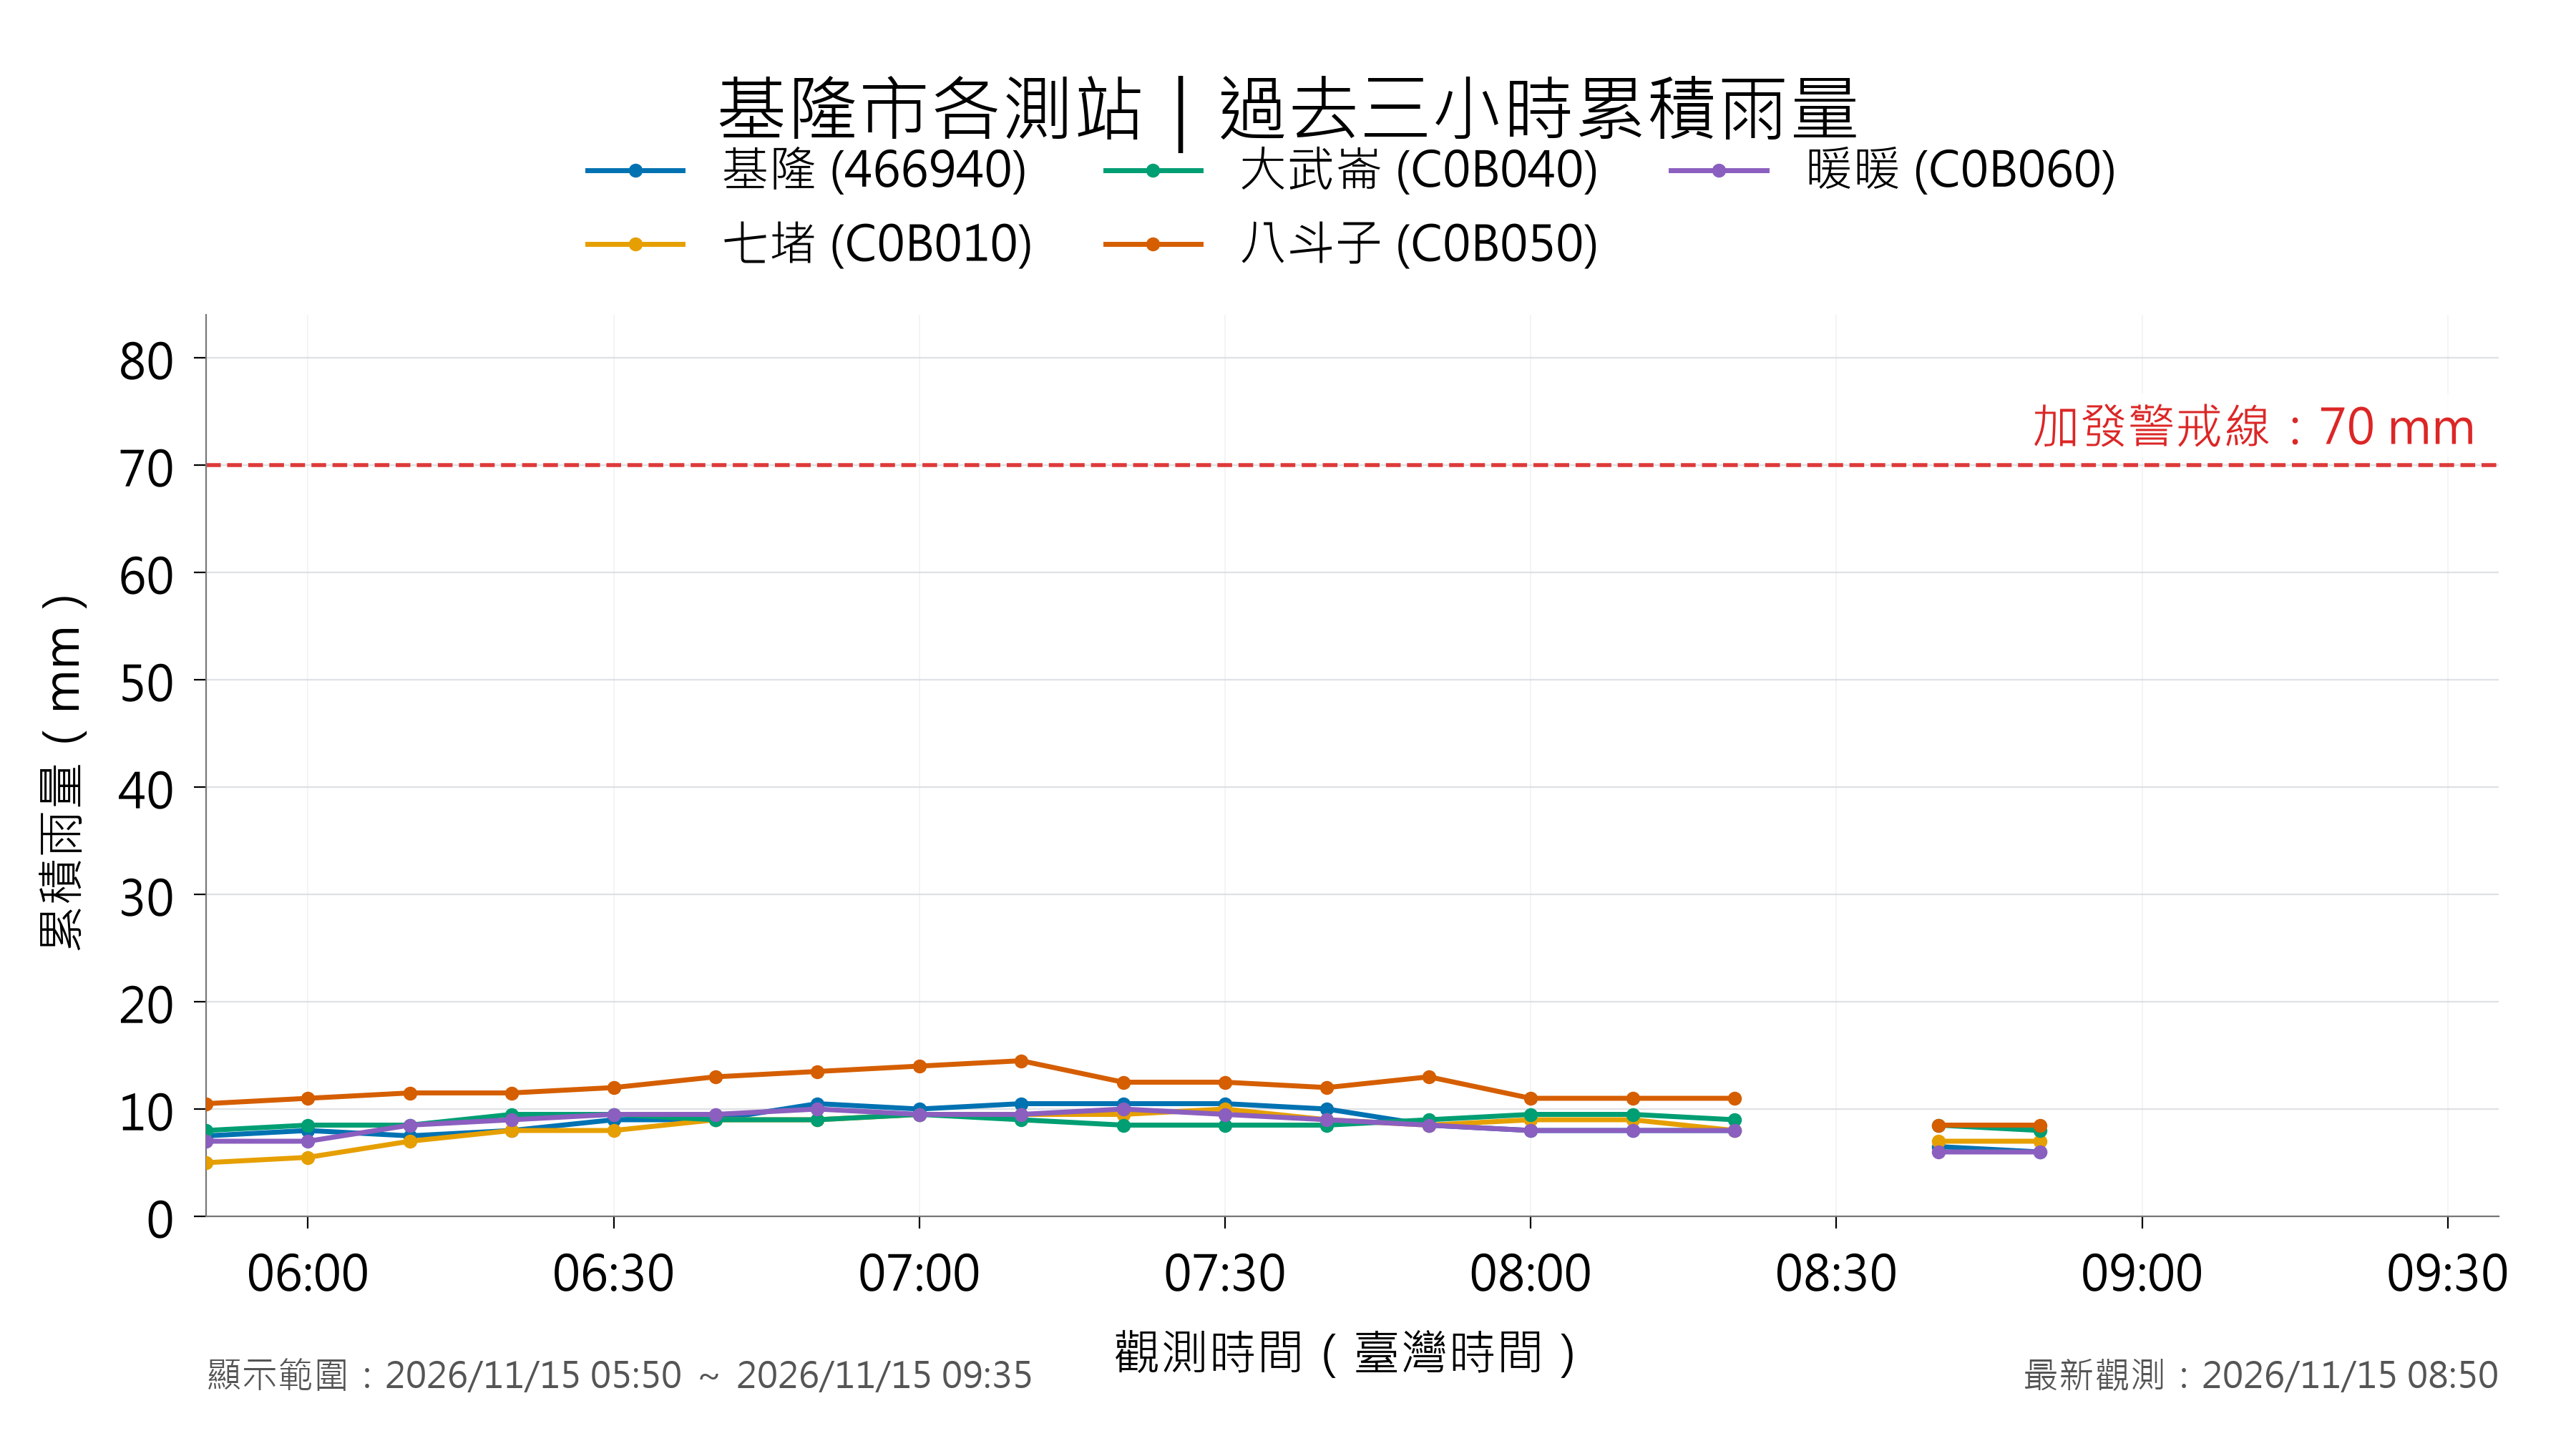 基隆市各測站｜過去三小時累積雨量
基隆 (466940) 大武崙 (C0B040) 暖暖 (C0B060)
七堵 (C0B010) 八斗子 (C0B050)
80
加發警戒線：70 mm
70
60
50
40
30
20
10
0
累積雨量（mm）
06:00 06:30 07:00 07:30 08:00 08:30 09:00 09:30
觀測時間（臺灣時間）
顯示範圍：2026/11/15 05:50 ~ 2026/11/15 09:35
最新觀測：2026/11/15 08:50